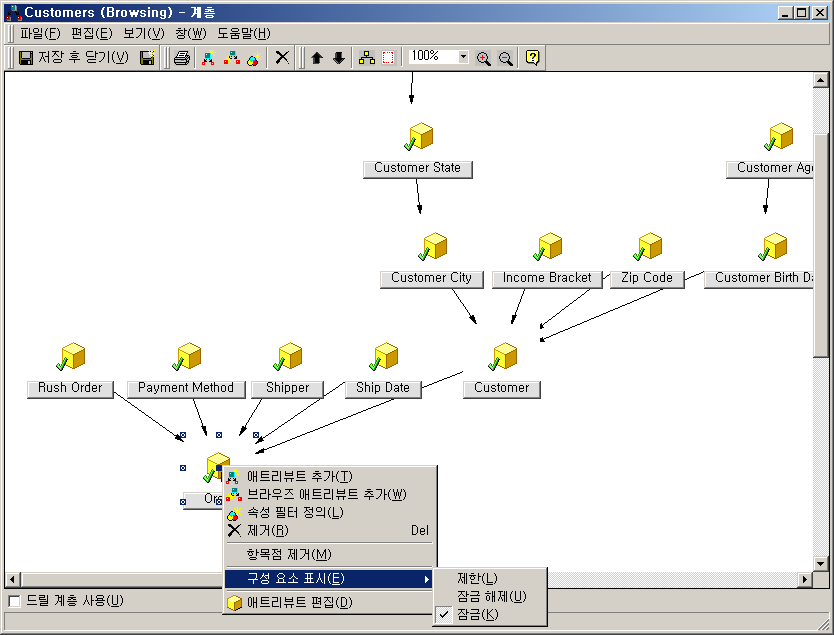 Customers (Browsing) - 계층
파일(F) 편집(E) 보기(V) 창(W) 도움말(H)
저장 후 닫기(V) 100%
Customer State
Customer Age
Customer City Income Bracket Zip Code Customer Birth Da
Rush Order Payment Method Shipper Ship Date Customer
Ord
애트리뷰트 추가(T)
브라우즈 애트리뷰트 추가(W)
속성 필터 정의(L)
제거(R) Del
항목점 제거(M)
구성 요소 표시(E)
애트리뷰트 편집(D)
제한(L)
잠금 해제(U)
잠금(K)
드릴 계층 사용(U)